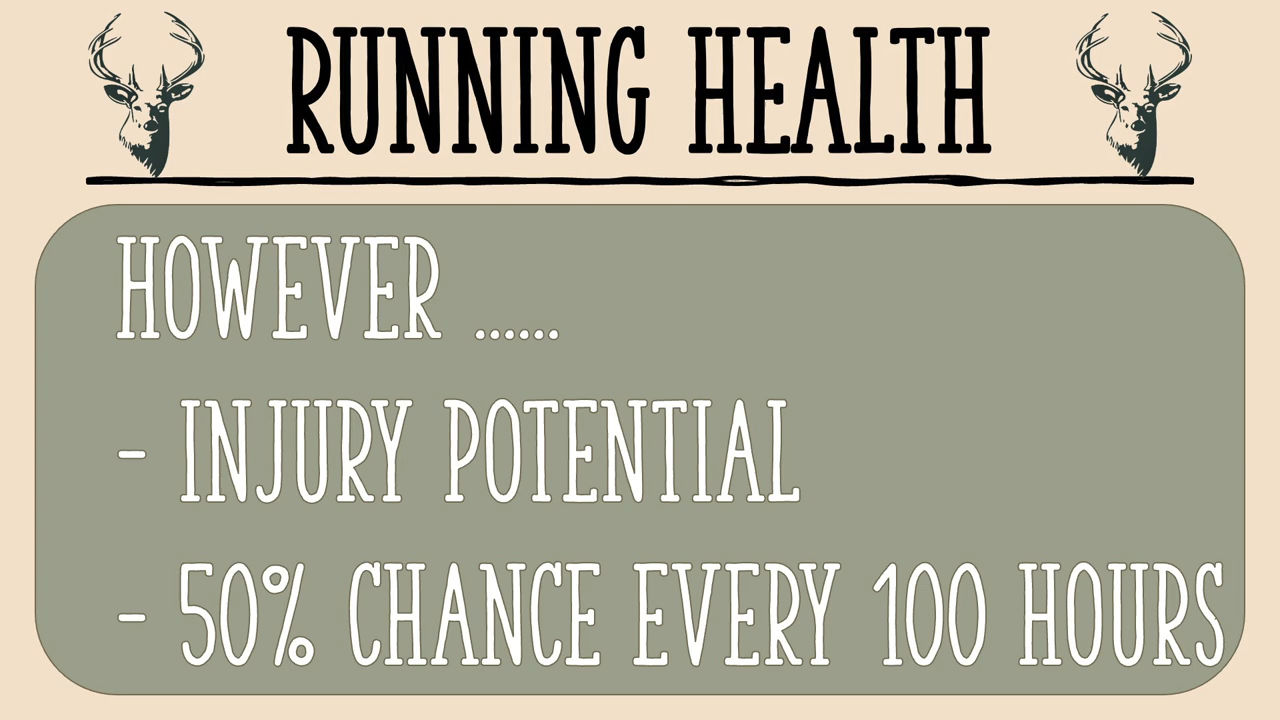 RUNNING HEALTH
HOWEVER ......
- INJURY POTENTIAL
- 50% CHANCE EVERY 100 HOURS